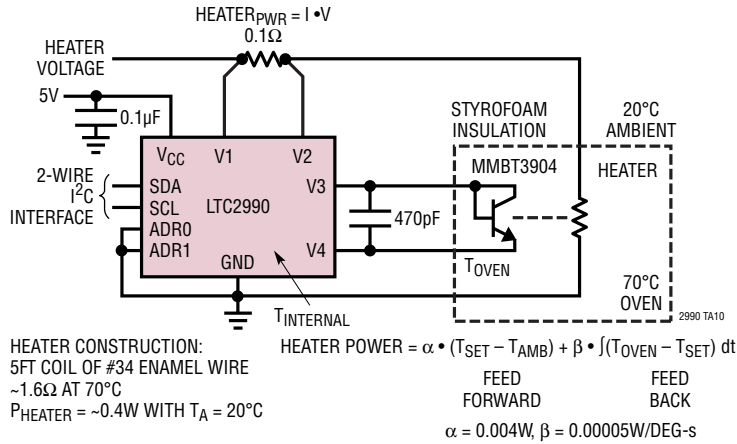 HEATERPWR = I •V
0.1Ω
HEATER
VOLTAGE
5V
0.1µF
STYROFOAM
INSULATION
20°C
AMBIENT
VCC
V1
V2
MMBT3904
HEATER
2-WIRE
I2C
INTERFACE
SDA
SCL
ADR0
ADR1
LTC2990
V3
V4
470pF
GND
TOVEN
70°C
OVEN
TINTERNAL
2990 TA10
HEATER CONSTRUCTION:
5FT COIL OF #34 ENAMEL WIRE
~1.6Ω AT 70°C
PHEATER = ~0.4W WITH TA = 20°C
HEATER POWER = α • (TSET – TAMB) + β • ∫(TOVEN – TSET) dt
FEED
FORWARD
FEED
BACK
α = 0.004W, β = 0.00005W/DEG-s